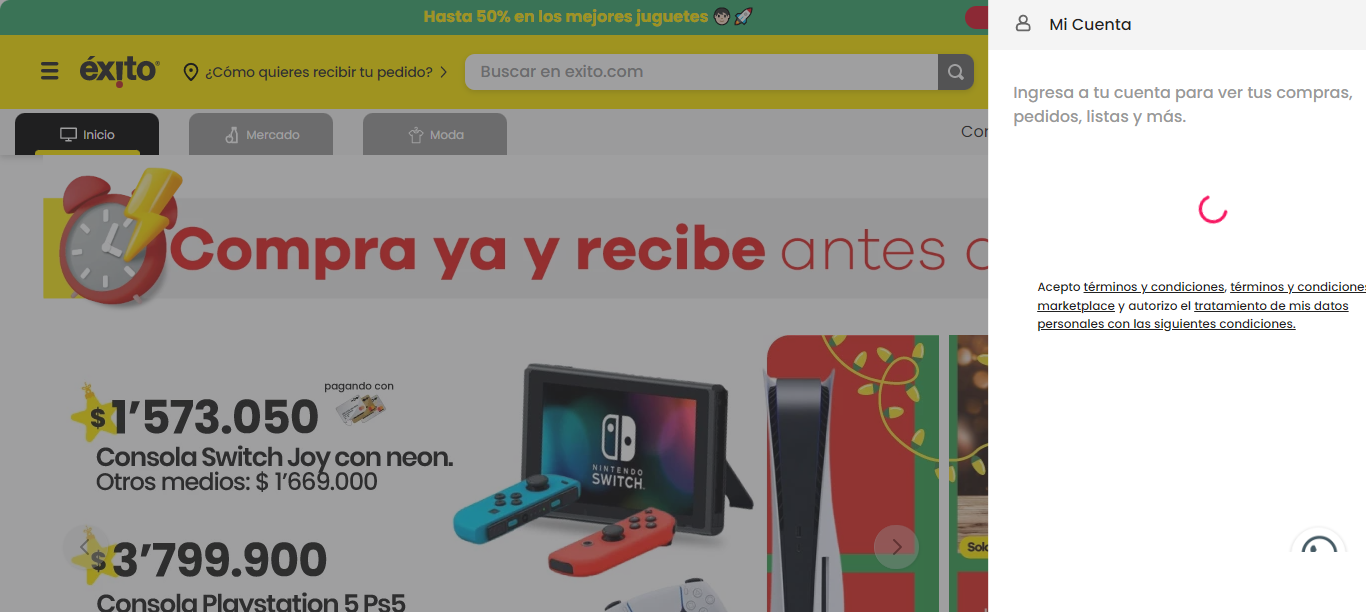 Hasta 50% en los mejores juguetes
éxito
¿Cómo quieres recibir tu pedido?
Buscar en exito.com
Inicio
Mercado
Moda
Compra ya y recibe antes
pagando con
$ 1’573.050
Consola Switch Joy con neon.
Otros medios: $ 1’669.000
$ 3’799.900
Consola Playstation 5 Ps5
NINTENDO
SWITCH
Mi Cuenta
Ingresa a tu cuenta para ver tus compras,
pedidos, listas y más.
Acepto términos y condiciones, términos y condiciones
marketplace y autorizo el tratamiento de mis datos
personales con las siguientes condiciones.